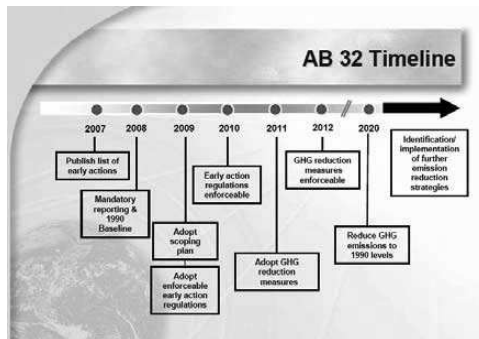 AB 32 Timeline
2007
2008
2009
2010
2011
2012
2020
Publish list of
early actions
Mandatory
reporting &
1990
Baseline
Adopt
scoping
plan
Adopt
enforceable
early action
regulations
Early action
regulations
enforceable
Adopt GHG
reduction
measures
GHG reduction
measures
enforceable
Reduce GHG
emissions to
1990 levels
Identification/
implementation
of further
emission
reduction
strategies